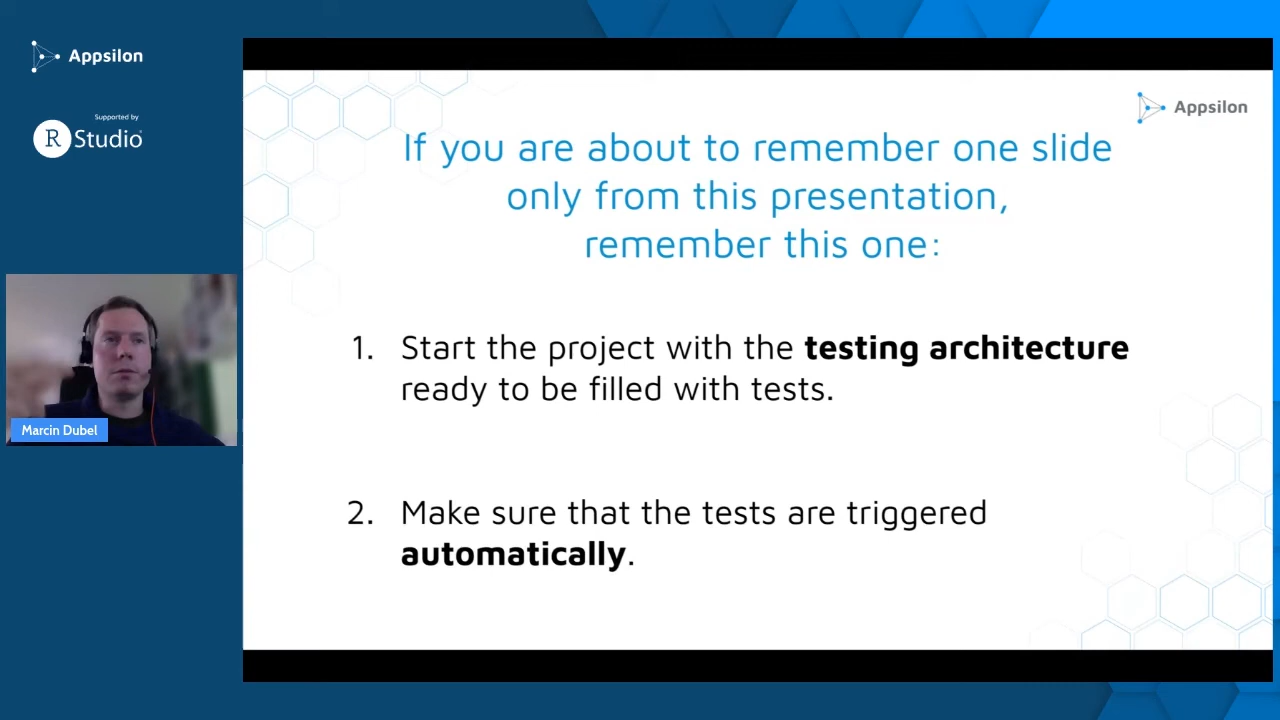 Appsilon
Supported by
R Studio
Marcin Dubel
Appsilon
If you are about to remember one slide
only from this presentation,
remember this one:
1. Start the project with the testing architecture
ready to be filled with tests.
2. Make sure that the tests are triggered
automatically.